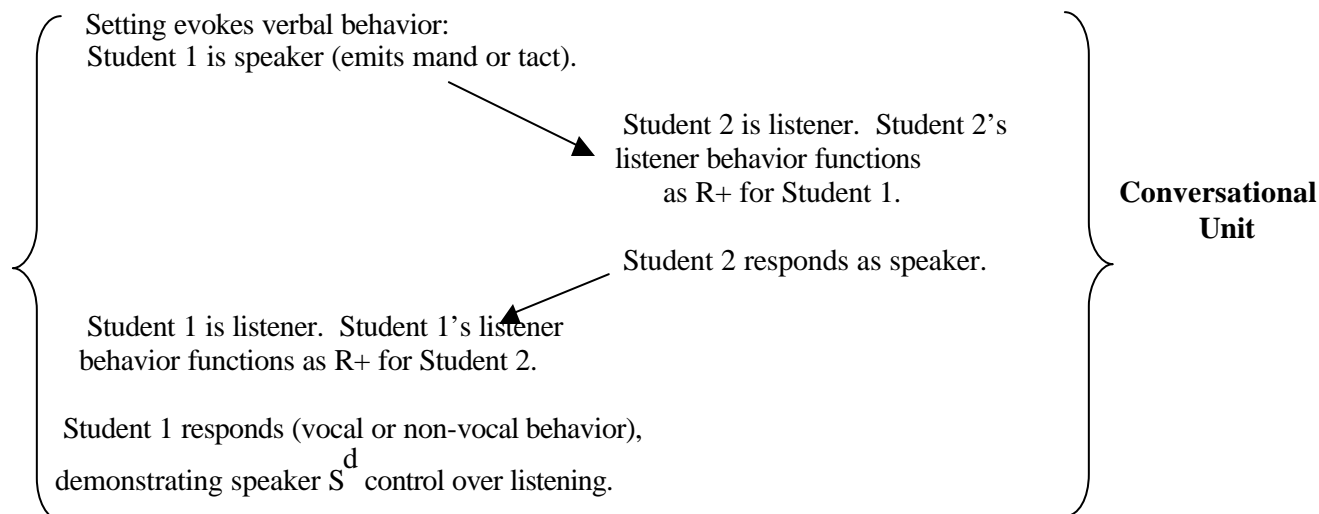 Setting evokes verbal behavior:
Student 1 is speaker (emits mand or tact).
Student 2 is listener.  Student 2's
listener behavior functions
as R+ for Student 1.
Conversational
Unit
Student 2 responds as speaker.
Student 1 is listener.  Student 1's listener
behavior functions as R+ for Student 2.
Student 1 responds (vocal or non-vocal behavior),
demonstrating speaker S^d control over listening.